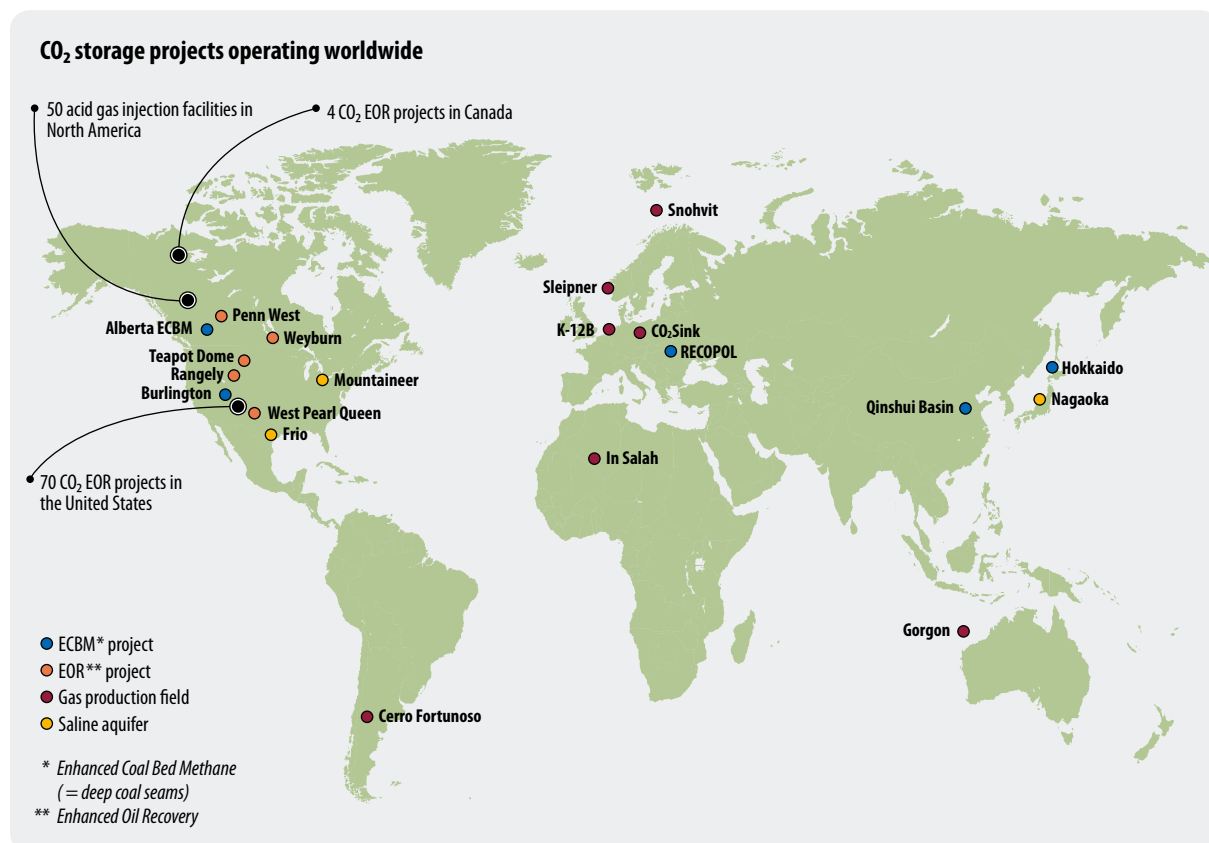 CO₂ storage projects operating worldwide
50 acid gas injection facilities in
North America
4 CO₂ EOR projects in Canada
Snohvit
Sleipner
Penn West
Alberta ECBM
K-12B
CO₂Sink
Weyburn
RECOPOL
Teapot Dome
Rangely
Mountaineer
Hokkaido
Burlington
Nagaoka
Qinshui Basin
West Pearl Queen
Frio
In Salah
70 CO₂ EOR projects in
the United States
Gorgon
Cerro Fortunoso
ECBM* project
EOR** project
Gas production field
Saline aquifer
* Enhanced Coal Bed Methane
( = deep coal seams)
** Enhanced Oil Recovery